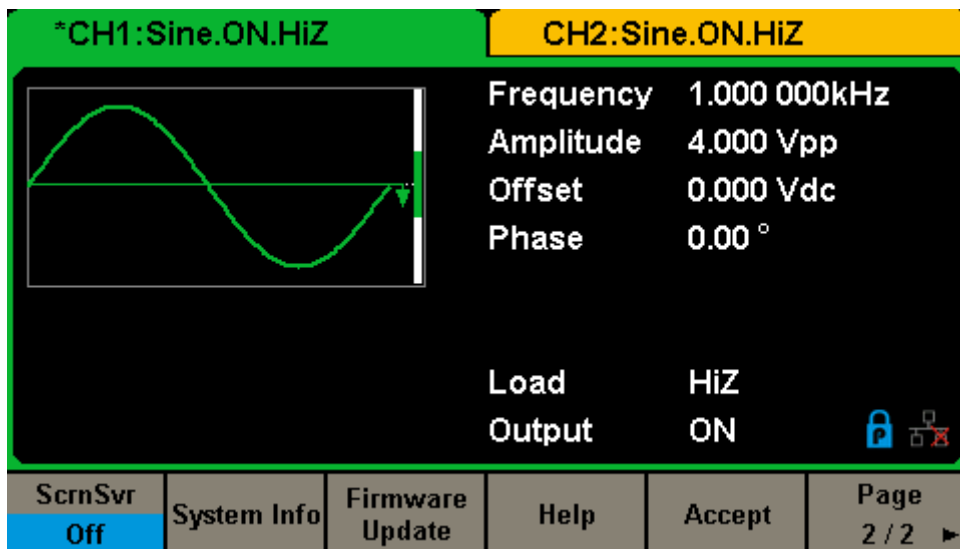 *CH1:Sine.ON.HiZ
CH2:Sine.ON.HiZ
Frequency 1.000 000kHz
Amplitude 4.000 Vpp
Offset 0.000 Vdc
Phase 0.00 °
Load HiZ
Output ON
P
ScrnSvr
Off
System Info
Firmware
Update
Help
Accept
Page
2 / 2 ►